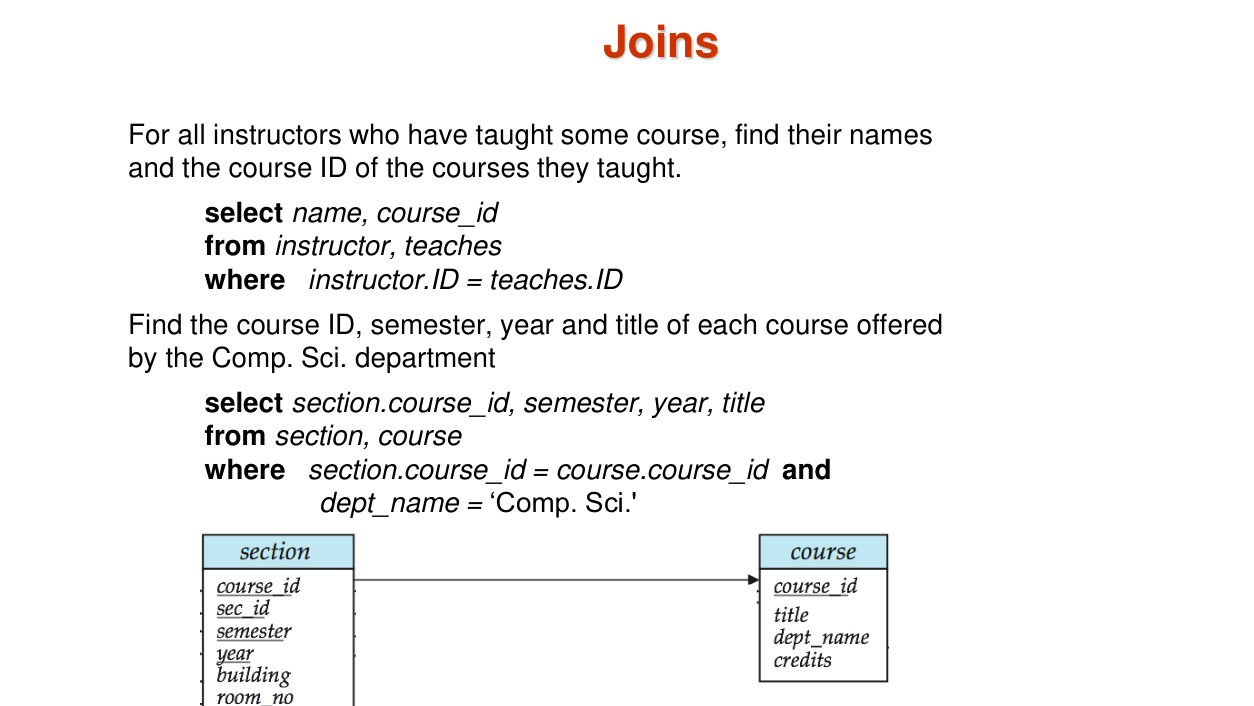 Joins
For all instructors who have taught some course, find their names
and the course ID of the courses they taught.
select name, course_id
from instructor, teaches
where instructor.ID = teaches.ID
Find the course ID, semester, year and title of each course offered
by the Comp. Sci. department
select section.course_id, semester, year, title
from section, course
where section.course_id = course.course_id and
dept_name = ‘Comp. Sci.'
section
course_id
sec_id
semester
year
building
room_no
course
course_id
title
dept_name
credits